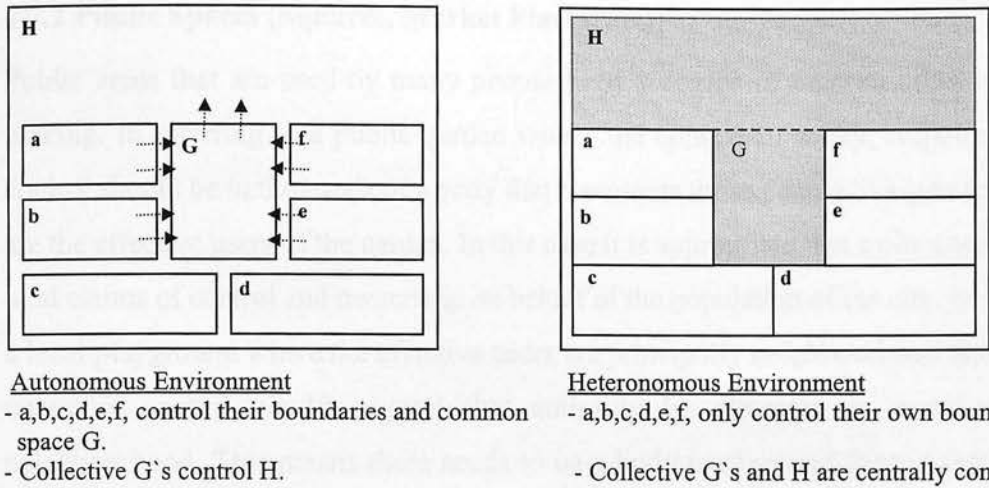 H
a
G
f
b
e
c
d
Autonomous Environment
- a,b,c,d,e,f, control their boundaries and common
space G.
- Collective G`s control H.
H
a
G
f
b
e
c
d
Heteronomous Environment
- a,b,c,d,e,f, only control their own boun
- Collective G`s and H are centrally con